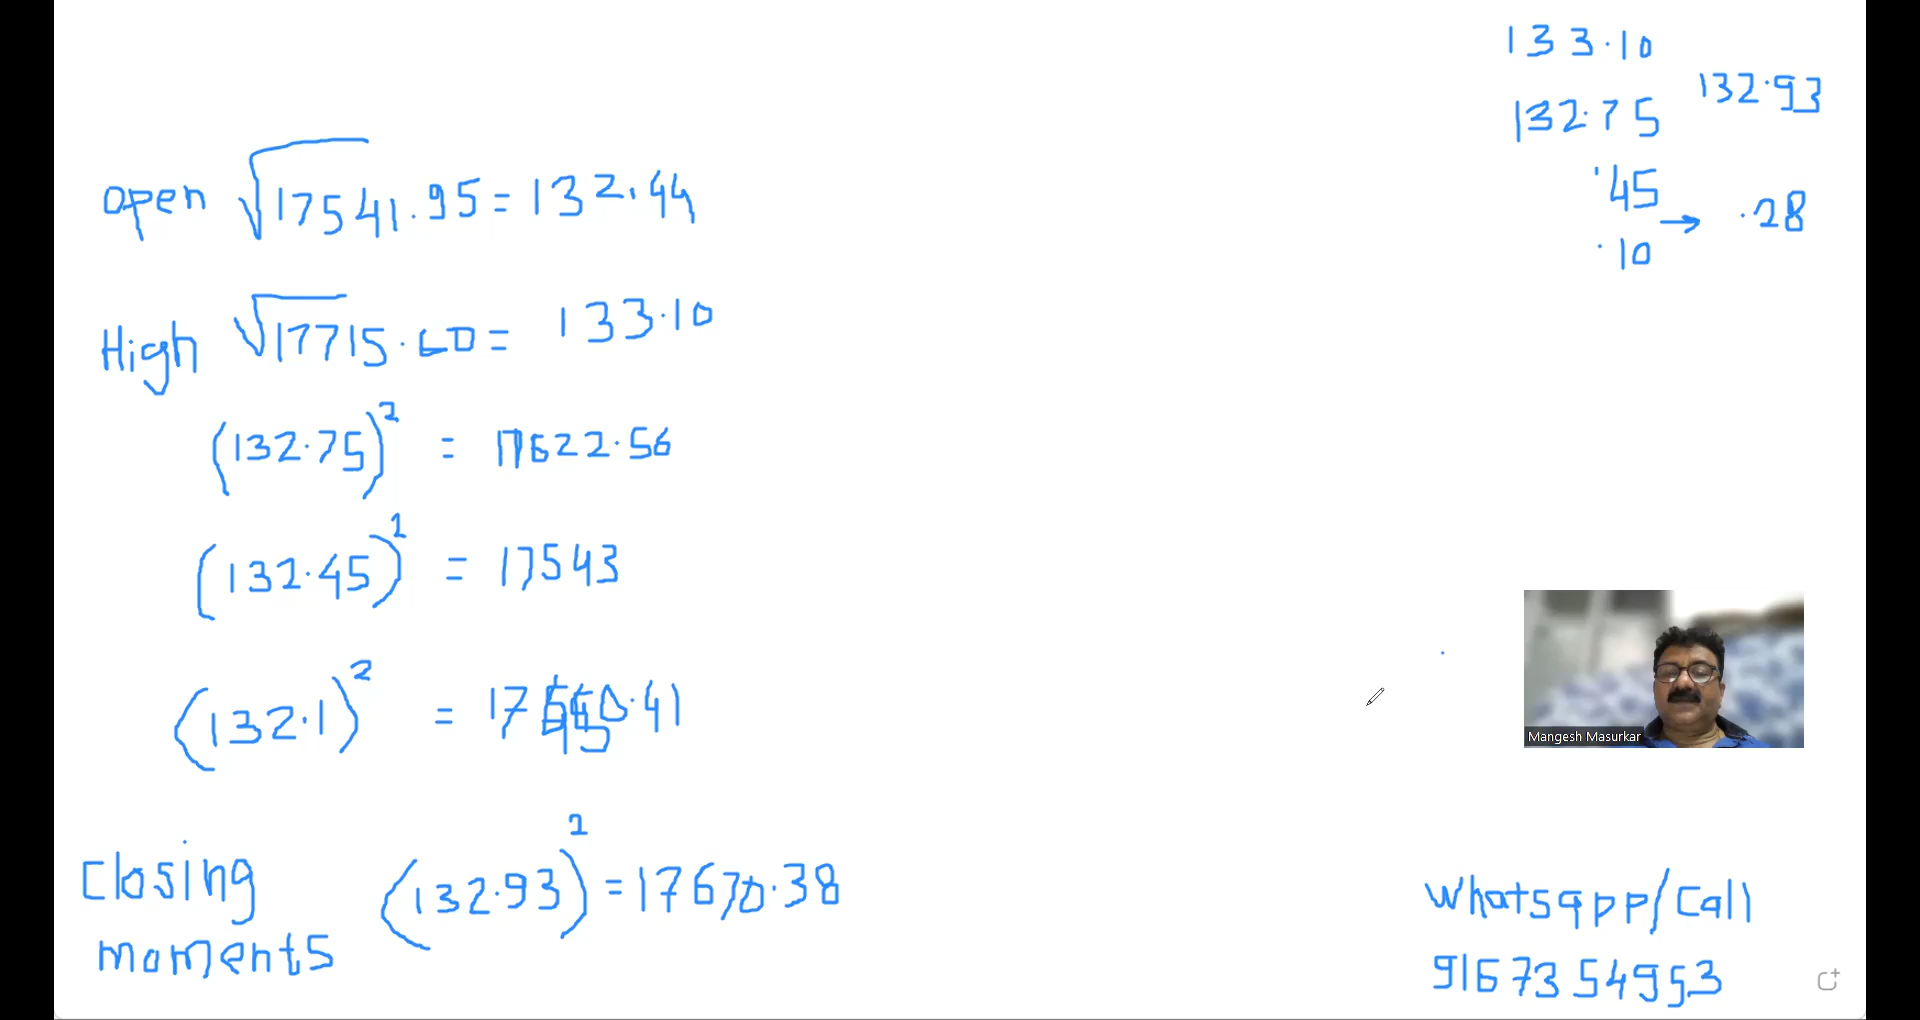 133.10
132.75 132.93
.45
→ .28
.10
open √17541.95 = 132.44
High √17715.60 = 133.10
(132.75)² = 17622.56
(132.45)² = 17543
(132.1)² = 17450.41
Closing (132.93)² = 17670.38
moments
Mangesh Masurkar
Whatsapp/Call
9167354953